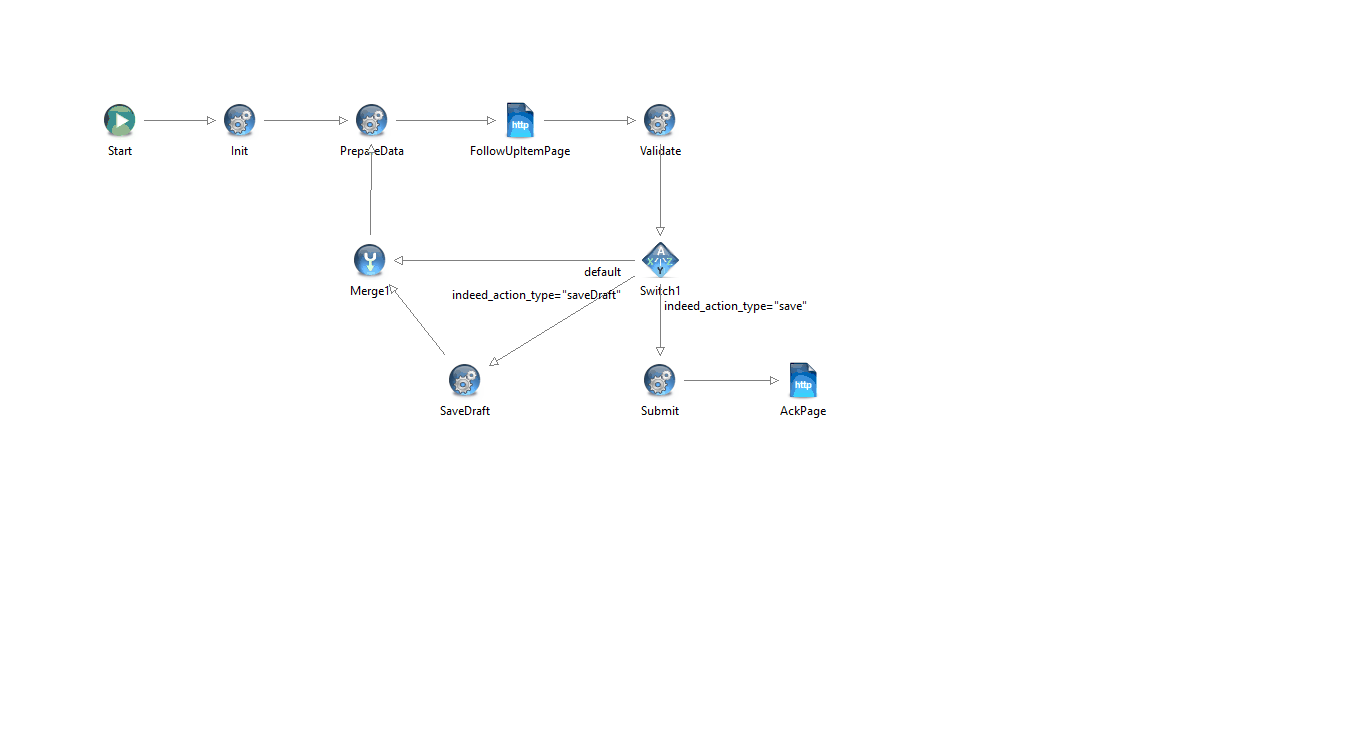 http
Start
Init
PrepareData
FollowUpItemPage
Validate
A
X
Z
Y
default
Merge1
Switch1
indeed_action_type="saveDraft"
indeed_action_type="save"
http
SaveDraft
Submit
AckPage